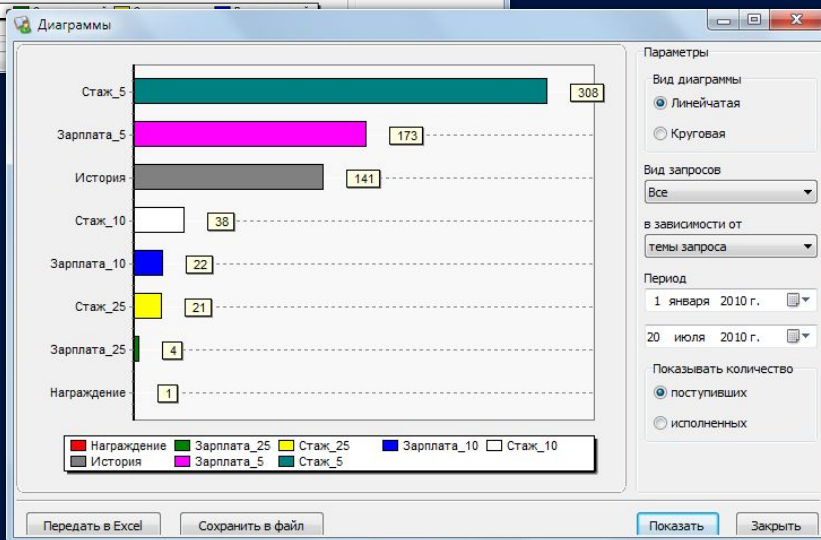 Диаграммы
Стаж_5
308
Зарплата_5
173
История
141
Стаж_10
38
Зарплата_10
22
Стаж_25
21
Зарплата_25
4
Награждение
1
Награждение Зарплата_25 Стаж_25 Зарплата_10 Стаж_10
История Зарплата_5 Стаж_5
Параметры
Вид диаграммы
Линейчатая
Круговая
Вид запросов
Все
в зависимости от
темы запроса
Период
1 января 2010 г.
20 июля 2010 г.
Показывать количество
поступивших
исполненных
Передать в Excel Сохранить в файл Показать Закрыть